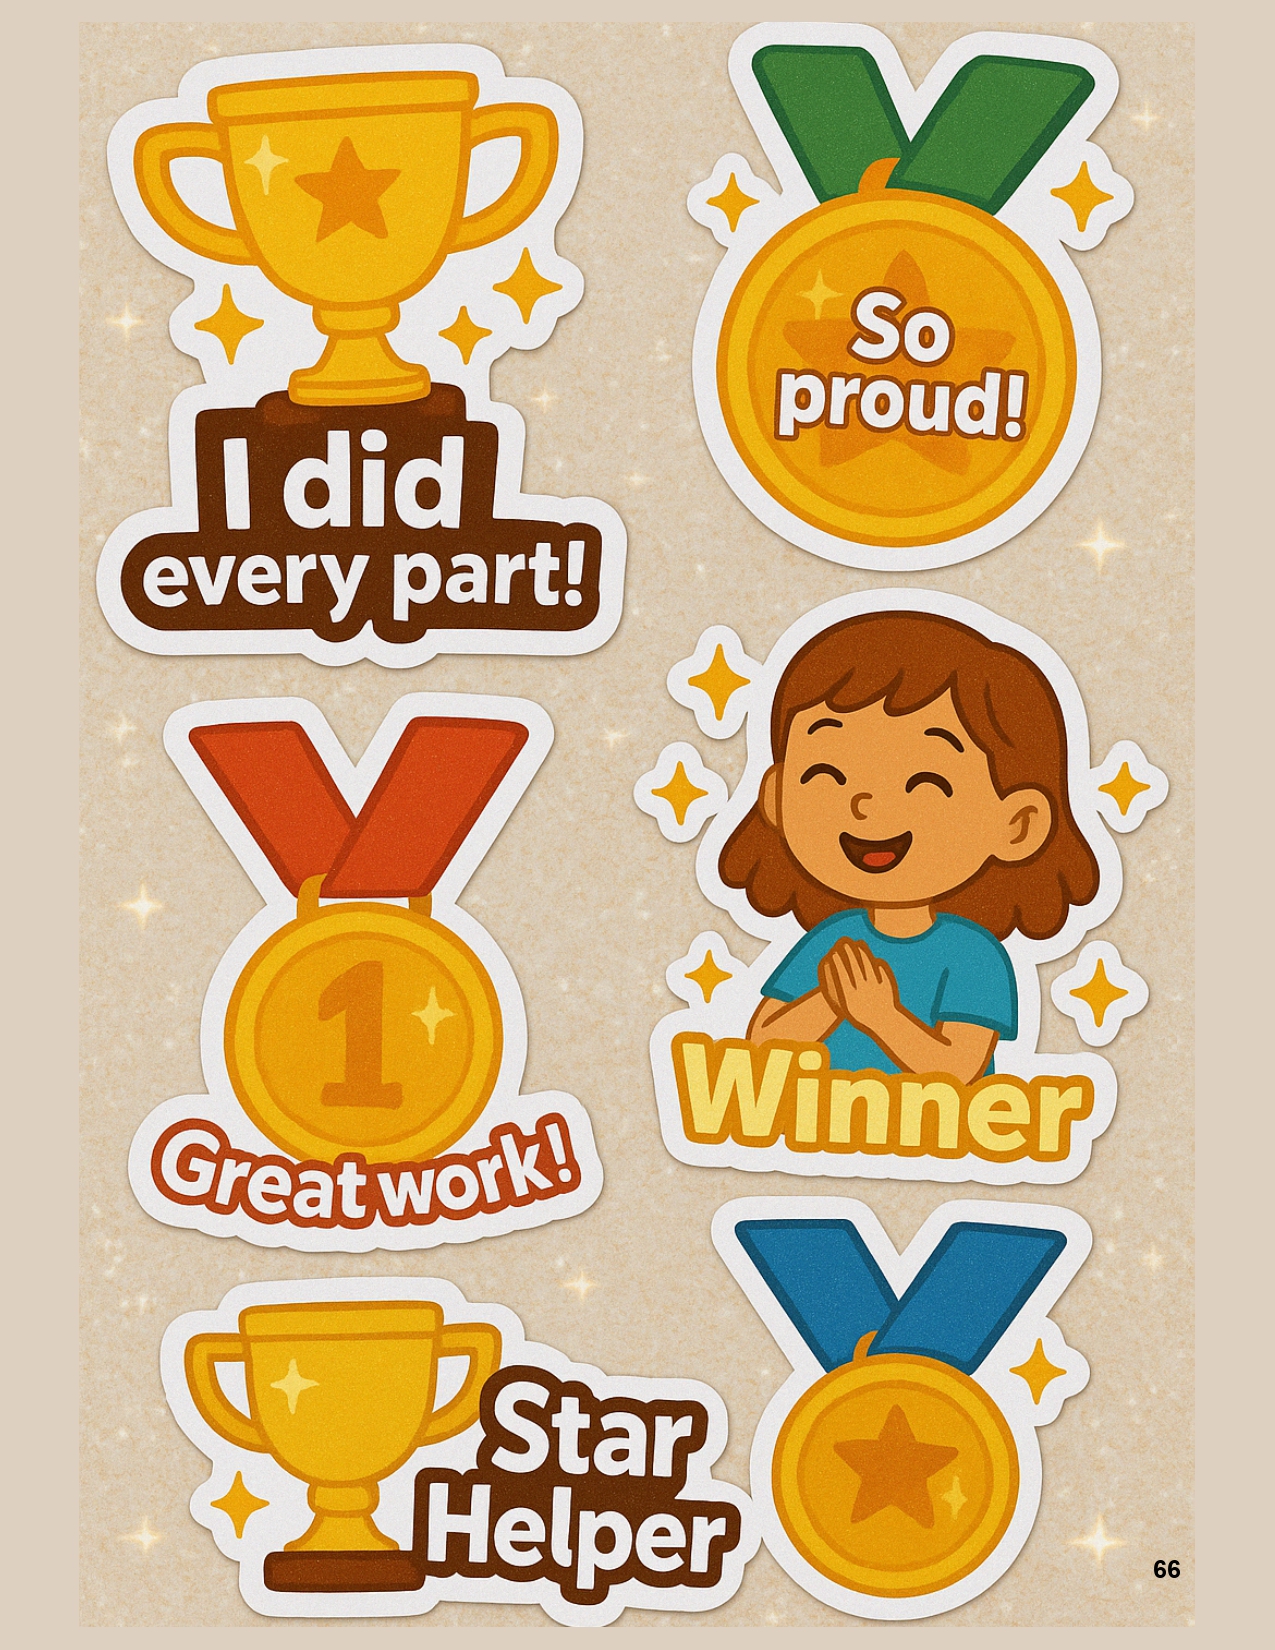 I did
every part!
So
proud!
1
Great work!
Winner
Star
Helper
66